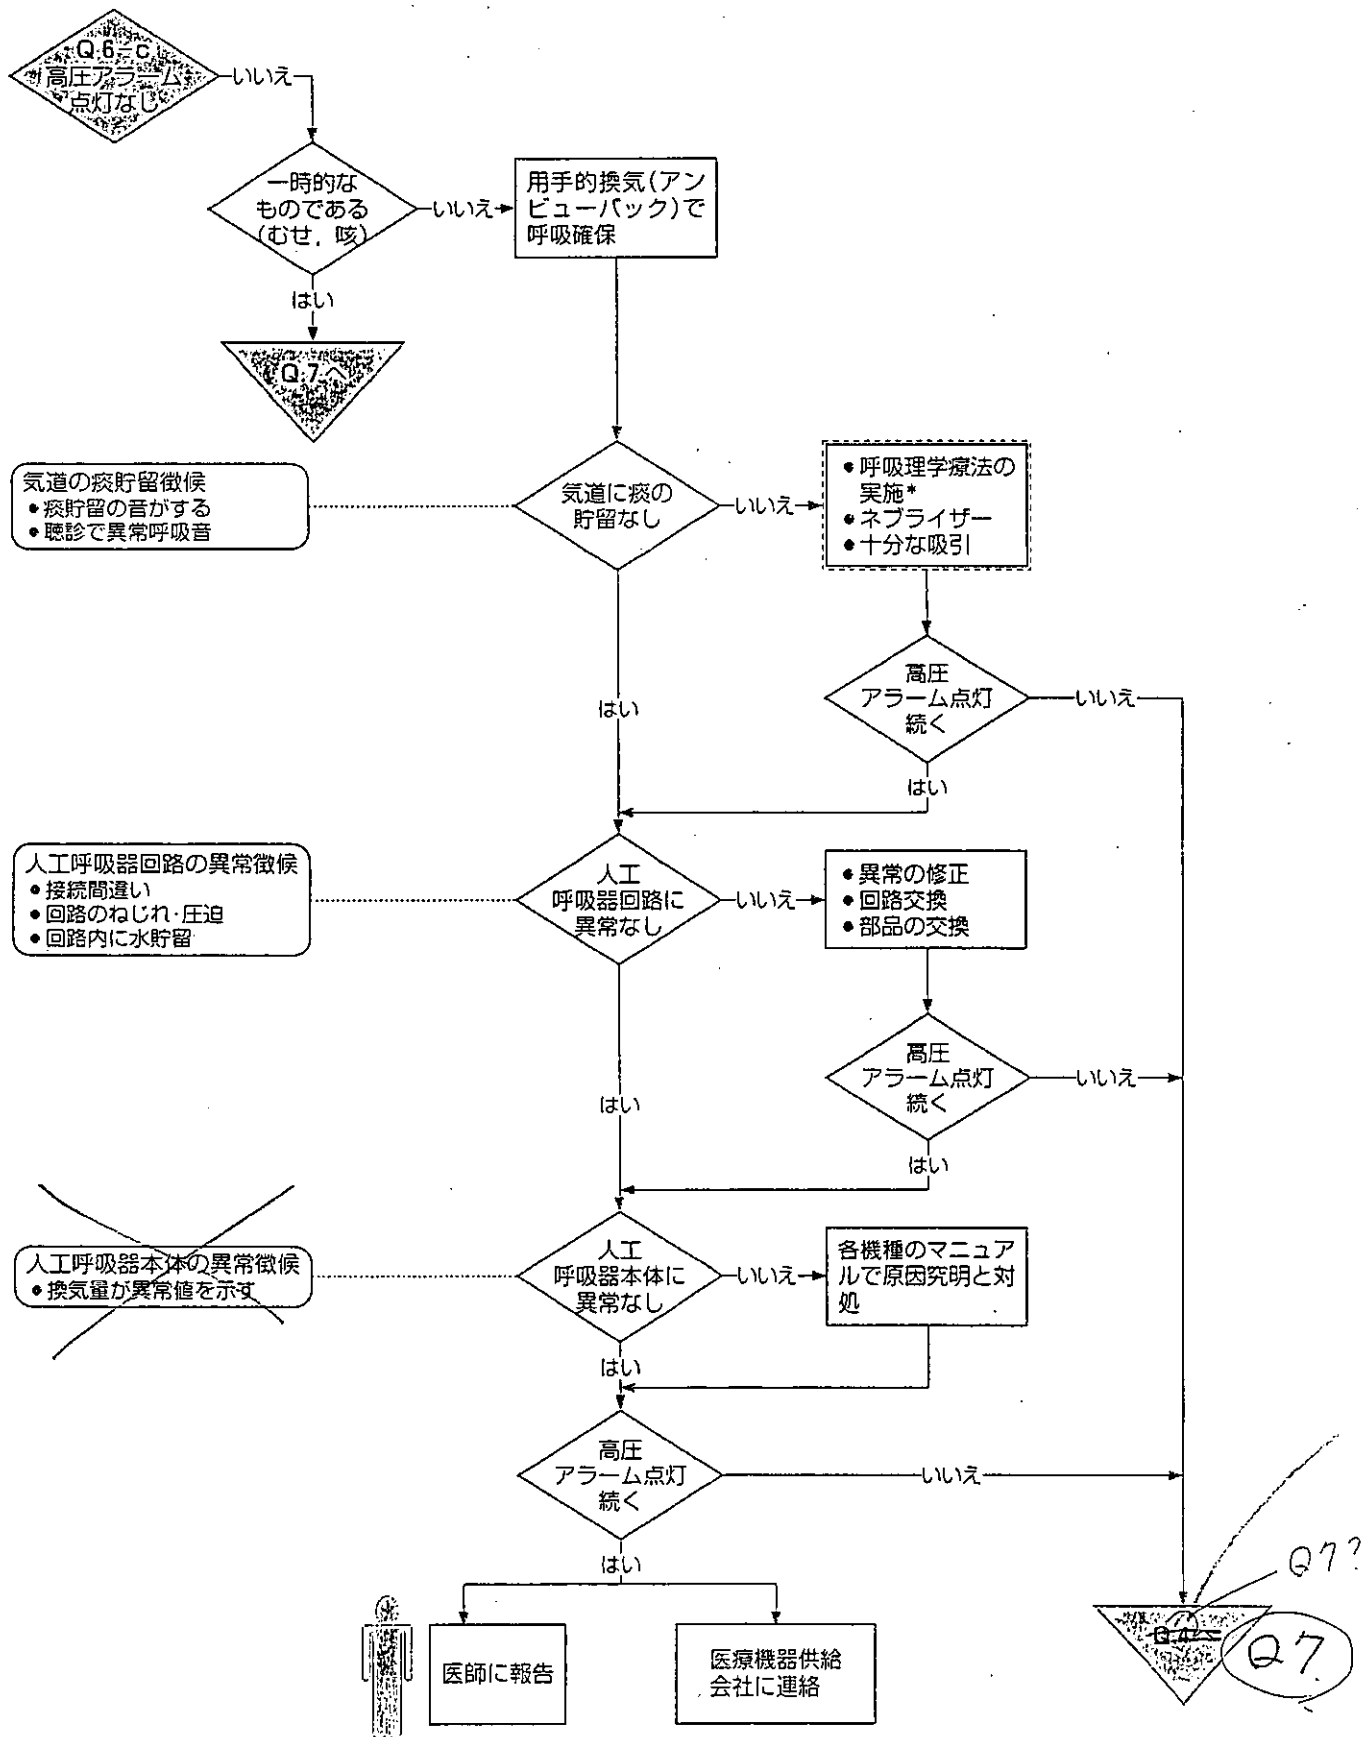 Q6-c
高圧アラーム
点灯なし
いいえ
一時的な
ものである
(むせ，咳)
いいえ
用手的換気(アン
ビューバック)で
呼吸確保
はい
Q7へ
気道の痰貯留徴候
● 痰貯留の音がする
● 聴診で異常呼吸音
気道に痰の
貯留なし
いいえ
● 呼吸理学療法の
実施*
● ネブライザー
● 十分な吸引
はい
高圧
アラーム点灯
続く
いいえ
はい
人工呼吸器回路の異常徴候
● 接続間違い
● 回路のねじれ・圧迫
● 回路内に水貯留
人工
呼吸器回路に
異常なし
いいえ
● 異常の修正
● 回路交換
● 部品の交換
はい
高圧
アラーム点灯
続く
いいえ
はい
人工呼吸器本体の異常徴候
● 換気量が異常値を示す
人工
呼吸器本体に
異常なし
いいえ
各機種のマニュア
ルで原因究明と対
処
はい
高圧
アラーム点灯
続く
いいえ
はい
医師に報告
医療機器供給
会社に連絡
Q7?
Q4へ
Q7